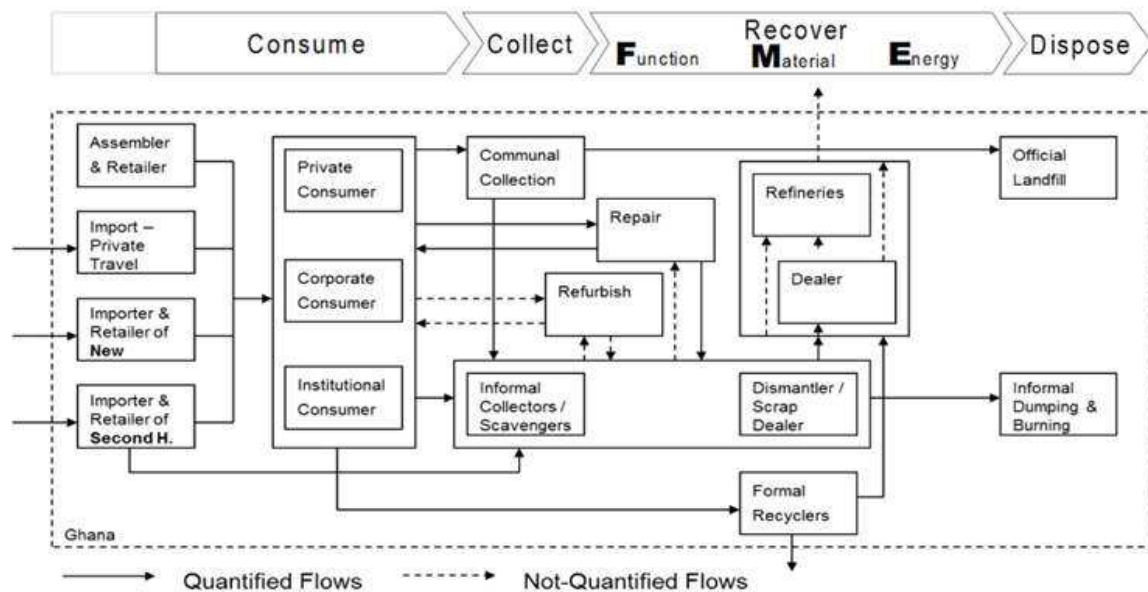 Consume
Collect
Recover
Function Material Energy
Dispose
Assembler
& Retailer
Import –
Private
Travel
Importer &
Retailer of
New
Importer &
Retailer of
Second H.
Private
Consumer
Corporate
Consumer
Institutional
Consumer
Communal
Collection
Repair
Refurbish
Informal
Collectors /
Scavengers
Refineries
Dealer
Dismantler /
Scrap
Dealer
Formal
Recyclers
Official
Landfill
Informal
Dumping &
Burning
Ghana
Quantified Flows
Not-Quantified Flows